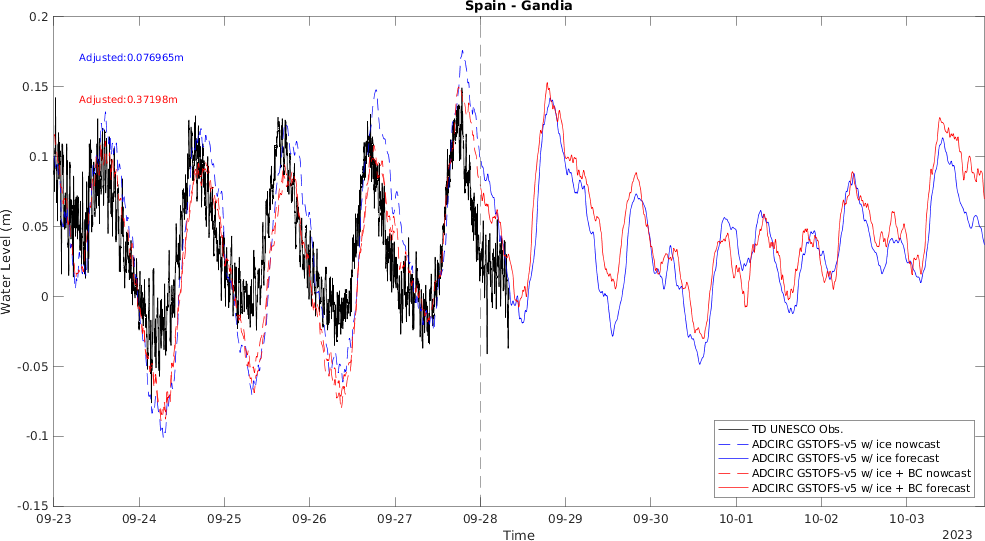 Spain - Gandia
Adjusted:0.076965m
Adjusted:0.37198m
Water Level (m)
0.2
0.15
0.1
0.05
0
-0.05
-0.1
-0.15
09-23
09-24
09-25
09-26
09-27
09-28
09-29
09-30
10-01
10-02
10-03
Time
2023
TD UNESCO Obs.
ADCIRC GSTOFS-v5 w/ ice nowcast
ADCIRC GSTOFS-v5 w/ ice forecast
ADCIRC GSTOFS-v5 w/ ice + BC nowcast
ADCIRC GSTOFS-v5 w/ ice + BC forecast